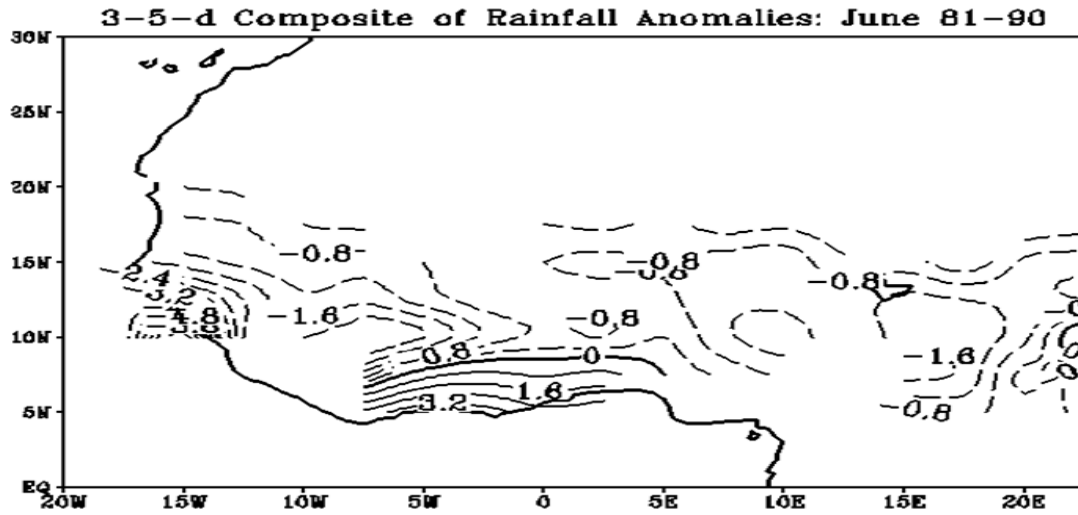 3-5-d Composite of Rainfall Anomalies: June 81-90
30N
25N
20N
-0.8
-0.8
15N
2.4
-0.8
3.2
-4.8
-1.6
-0.8
10N
0.8
0
-1.6
3.2
1.6
5N
-0.8
EQ
20W
15W
10W
5W
0
5E
10E
15E
20E